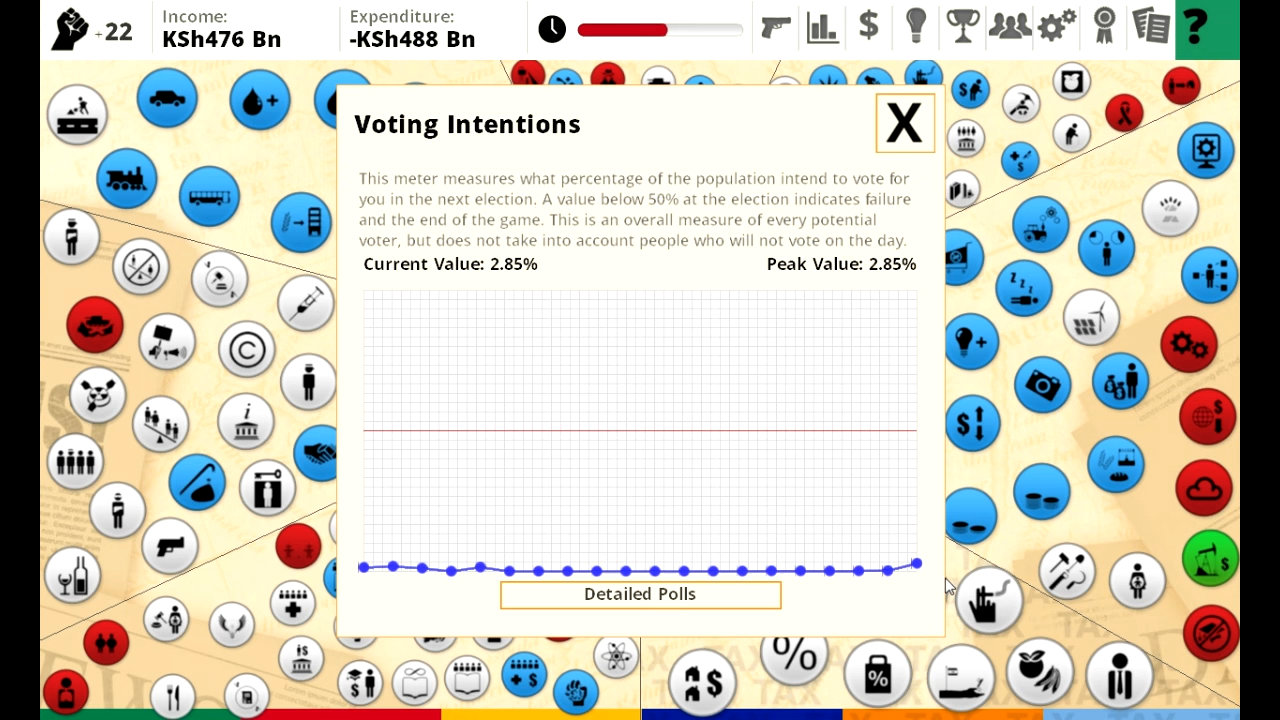 +22
Income:
KSh476 Bn
Expenditure:
-KSh488 Bn
?
Voting Intentions
X
This meter measures what percentage of the population intend to vote for
you in the next election. A value below 50% at the election indicates failure
and the end of the game. This is an overall measure of every potential
voter, but does not take into account people who will not vote on the day.
Current Value: 2.85%
Peak Value: 2.85%
Detailed Polls